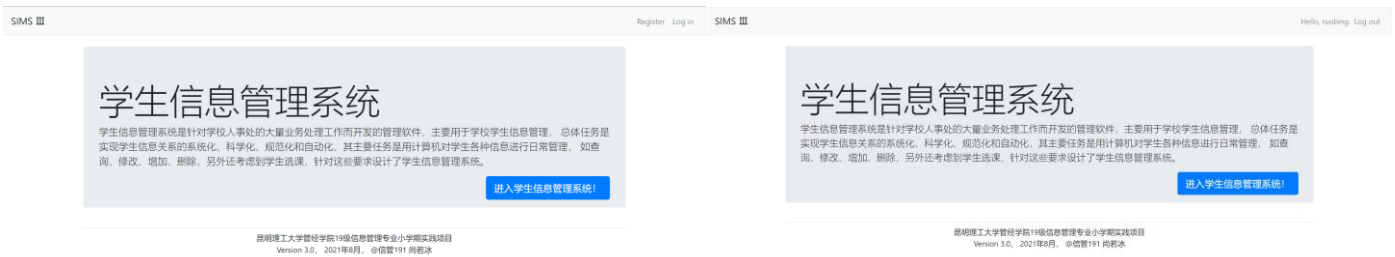 SIMS Ⅲ
Register Log in
学生信息管理系统
学生信息管理系统是针对学校人事处的大量业务处理工作而开发的管理软件，主要用于学校学生信息管理， 总体任务是
实现学生信息关系的系统化、科学化、规范化和自动化，其主要任务是用计算机对学生各种信息进行日常管理， 如查
询、修改、增加、删除，另外还考虑到学生选课，针对这些要求设计了学生信息管理系统。
进入学生信息管理系统！
昆明理工大学管经学院19级信息管理专业小学期实践项目
Version 3.0， 2021年8月， @信管191 尚若冰
SIMS Ⅲ
Hello, ruobing. Log out
学生信息管理系统
学生信息管理系统是针对学校人事处的大量业务处理工作而开发的管理软件，主要用于学校学生信息管理， 总体任务是
实现学生信息关系的系统化、科学化、规范化和自动化，其主要任务是用计算机对学生各种信息进行日常管理， 如查
询、修改、增加、删除，另外还考虑到学生选课，针对这些要求设计了学生信息管理系统。
进入学生信息管理系统！
昆明理工大学管经学院19级信息管理专业小学期实践项目
Version 3.0， 2021年8月， @信管191 尚若冰